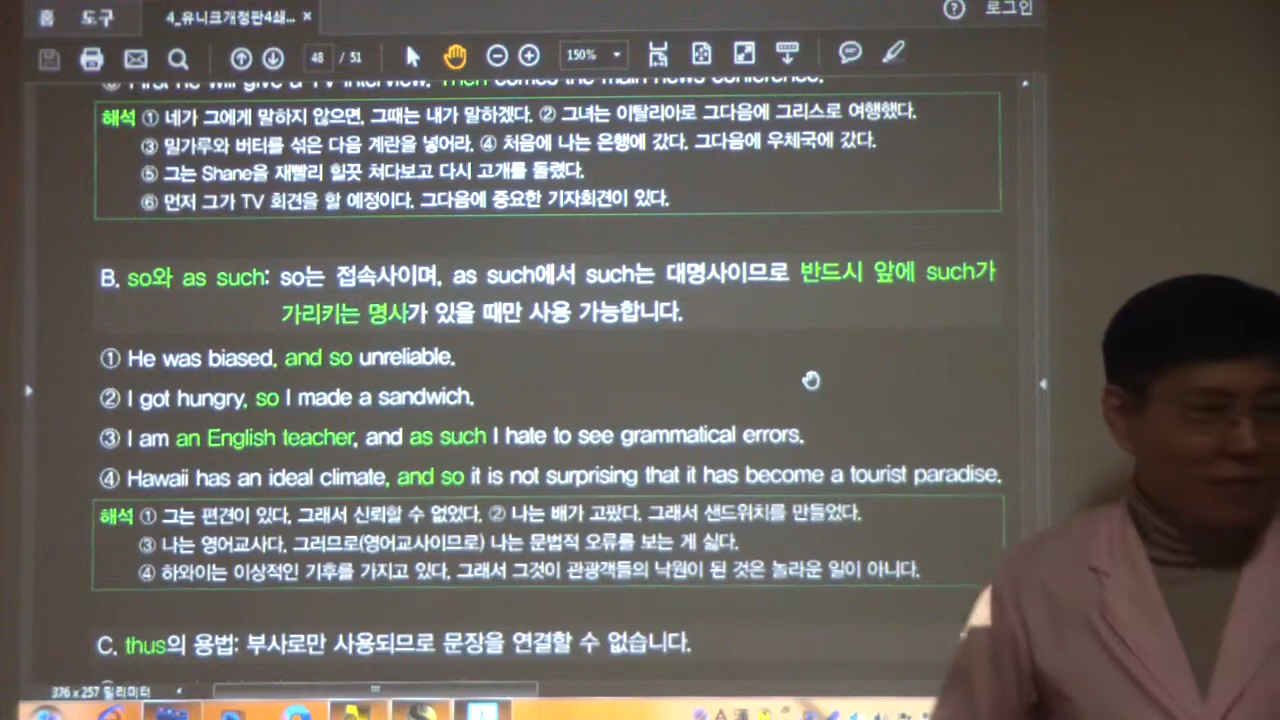 홈 도구 4_유니크개정판4쇄... × 로그인
48 / 51 150%
First he will give a TV interview. Then comes the main news conference.
해석 ① 네가 그에게 말하지 않으면, 그때는 내가 말하겠다. ② 그녀는 이탈리아로 그다음에 그리스로 여행했다.
③ 밀가루와 버터를 섞은 다음 계란을 넣어라. ④ 처음에 나는 은행에 갔다. 그다음에 우체국에 갔다.
⑤ 그는 Shane을 재빨리 힐끗 쳐다보고 다시 고개를 돌렸다.
⑥ 먼저 그가 TV 회견을 할 예정이다. 그다음에 중요한 기자회견이 있다.
B. so와 as such: so는 접속사이며, as such에서 such는 대명사이므로 반드시 앞에 such가
가리키는 명사가 있을 때만 사용 가능합니다.
① He was biased, and so unreliable.
② I got hungry, so I made a sandwich.
③ I am an English teacher, and as such I hate to see grammatical errors.
④ Hawaii has an ideal climate, and so it is not surprising that it has become a tourist paradise.
해석 ① 그는 편견이 있다. 그래서 신뢰할 수 없었다. ② 나는 배가 고팠다. 그래서 샌드위치를 만들었다.
③ 나는 영어교사다. 그러므로(영어교사이므로) 나는 문법적 오류를 보는 게 싫다.
④ 하와이는 이상적인 기후를 가지고 있다. 그래서 그것이 관광객들의 낙원이 된 것은 놀라운 일이 아니다.
C. thus의 용법: 부사로만 사용되므로 문장을 연결할 수 없습니다.
376 x 257 밀리미터